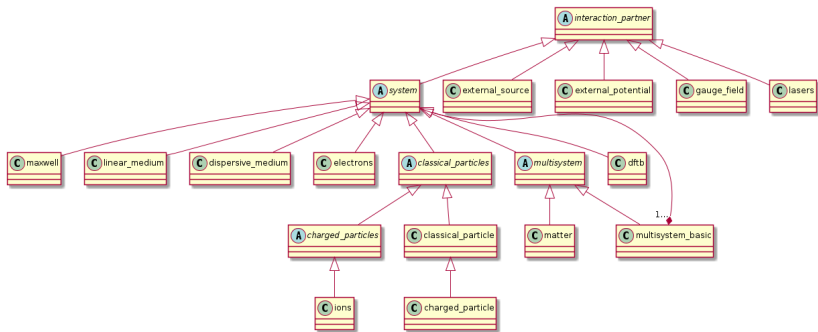 A interaction_partner
A system
C external_source
C external_potential
C gauge_field
C lasers
C maxwell
C linear_medium
C dispersive_medium
C electrons
A classical_particles
A multisystem
C dftb
1...
A charged_particles
C classical_particle
C matter
C multisystem_basic
C ions
C charged_particle